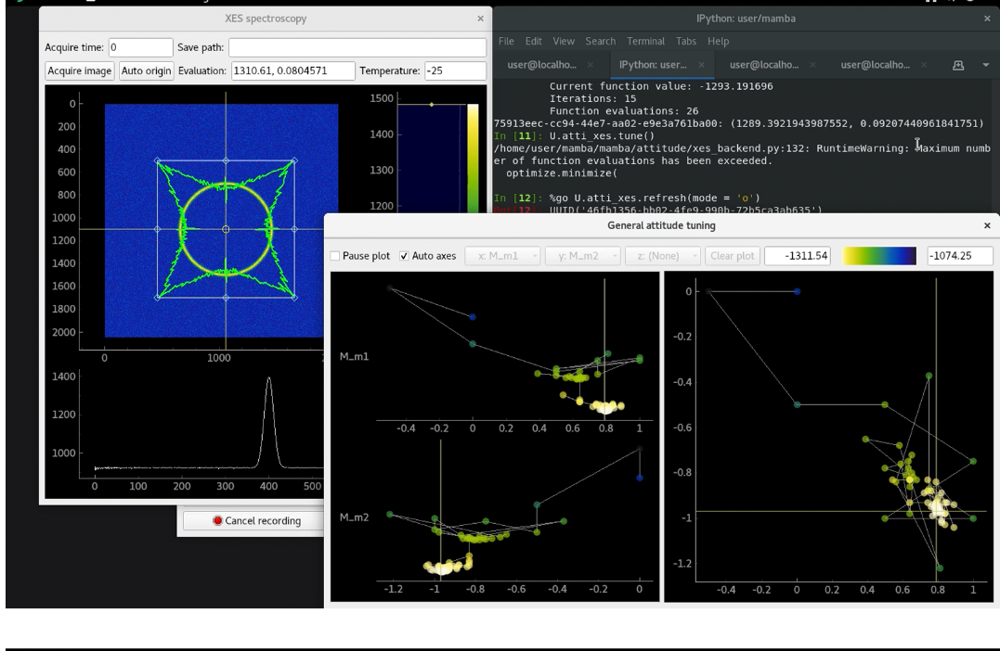 XES spectroscopy
×
Acquire time:
0
Save path:
Acquire image
Auto origin
Evaluation:
1310.61, 0.0804571
Temperature:
-25
0
200
400
600
800
1000
1200
1400
1600
1800
2000
0
1000
1500
1400
1300
1200
1400
1200
1000
0
100
200
300
400
500
Cancel recording
IPython: user/mamba
×
File Edit View Search Terminal Tabs Help
user@localho... ×
IPython: user... ×
user@localho... ×
user@localho... ×
Current function value: -1293.191696
Iterations: 15
Function evaluations: 26
75913eec-cc94-44e7-aa02-e9e3a761ba00: (1289.3921943987552, 0.09207440961841751)
In [11]: U.atti_xes.tune()
/home/user/mamba/mamba/attitude/xes_backend.py:132: RuntimeWarning: Maximum numb
er of function evaluations has been exceeded.
optimize.minimize(
In [12]: %go U.atti_xes.refresh(mode = 'o')
Out[12]: UUID('46fb1356-bb02-4fe9-990b-72b5ca3ab635')
General attitude tuning
×
Pause plot
Auto axes
x: M_m1
y: M_m2
z: (None)
Clear plot
-1311.54
-1074.25
M_m1
-0.4
-0.2
0
0.2
0.4
0.6
0.8
1
M_m2
-1.2
-1
-0.8
-0.6
-0.4
-0.2
0
0
-0.2
-0.4
-0.6
-0.8
-1
-1.2
-0.4
-0.2
0
0.2
0.4
0.6
0.8
1